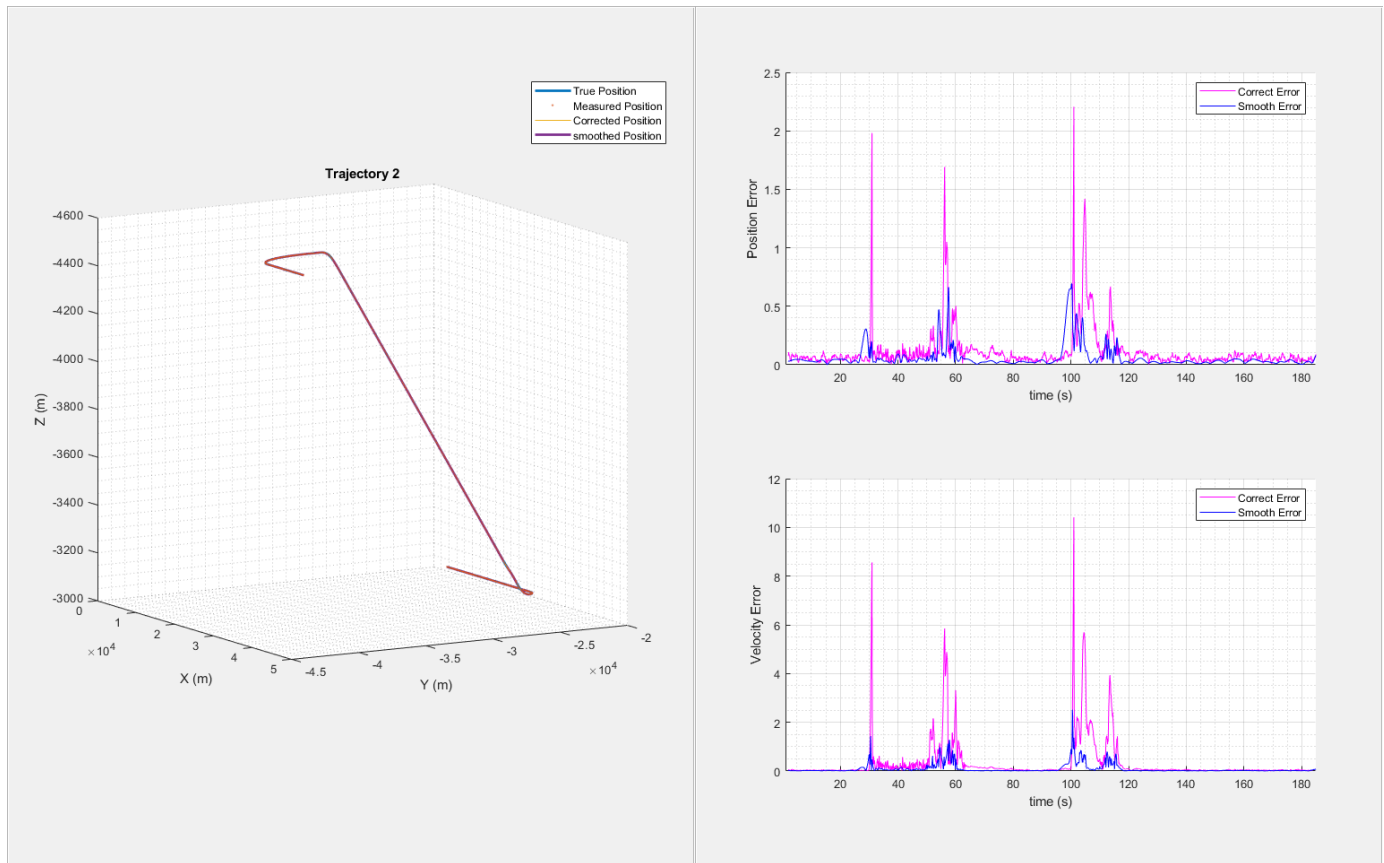 True Position
Measured Position
Corrected Position
smoothed Position
Trajectory 2
-4600
-4400
-4200
-4000
-3800
-3600
-3400
-3200
-3000
Z (m)
0
1
2
3
4
5
×10^4
X (m)
-4.5
-4
-3.5
-3
-2.5
-2
×10^4
Y (m)
Correct Error
Smooth Error
2.5
2
1.5
1
0.5
0
Position Error
20 40 60 80 100 120 140 160 180
time (s)
Correct Error
Smooth Error
12
10
8
6
4
2
0
Velocity Error
20 40 60 80 100 120 140 160 180
time (s)